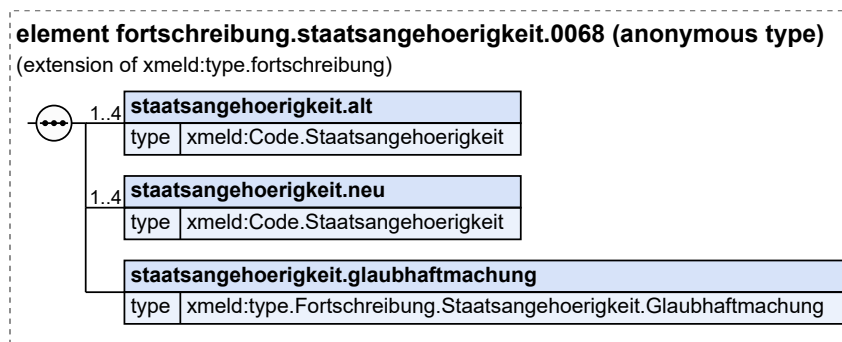 element fortschreibung.staatsangehoerigkeit.0068 (anonymous type)
(extension of xmeld:type.fortschreibung)
1..4 staatsangehoerigkeit.alt
type xmeld:Code.Staatsangehoerigkeit
1..4 staatsangehoerigkeit.neu
type xmeld:Code.Staatsangehoerigkeit
staatsangehoerigkeit.glaubhaftmachung
type xmeld:type.Fortschreibung.Staatsangehoerigkeit.Glaubhaftmachung